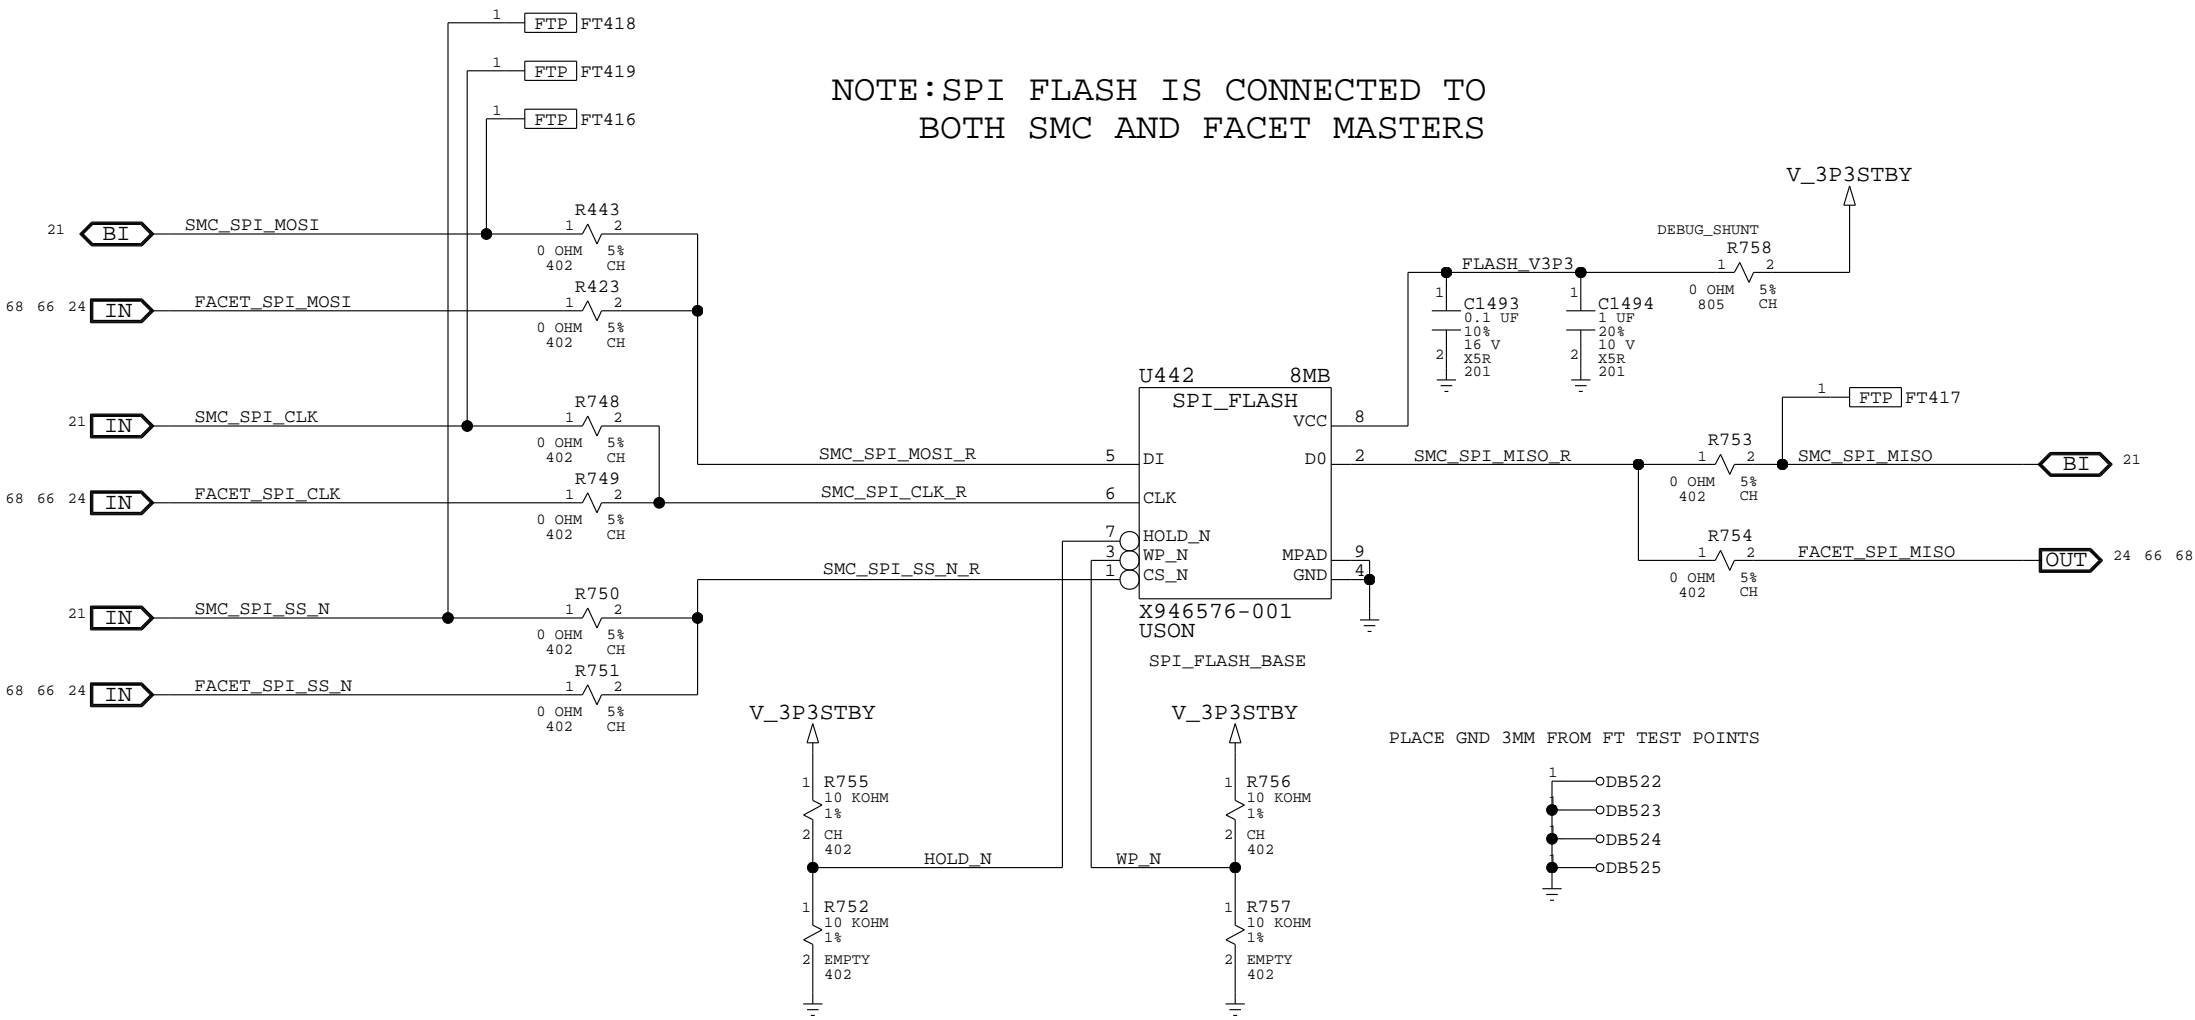 1 FTP FT418
1 FTP FT419
1 FTP FT416
NOTE:SPI FLASH IS CONNECTED TO
BOTH SMC AND FACET MASTERS
V_3P3STBY
21 BI SMC_SPI_MOSI
R443
1 2
0 OHM 5%
402 CH
68 66 24 IN FACET_SPI_MOSI
R423
1 2
0 OHM 5%
402 CH
21 IN SMC_SPI_CLK
R748
1 2
0 OHM 5%
402 CH
68 66 24 IN FACET_SPI_CLK
R749
1 2
0 OHM 5%
402 CH
21 IN SMC_SPI_SS_N
R750
1 2
0 OHM 5%
402 CH
68 66 24 IN FACET_SPI_SS_N
R751
1 2
0 OHM 5%
402 CH
SMC_SPI_MOSI_R
SMC_SPI_CLK_R
SMC_SPI_SS_N_R
U442 8MB
SPI_FLASH
VCC 8
5 DI D0 2
6 CLK
7 HOLD_N
3 WP_N MPAD 9
1 CS_N GND 4
X946576-001
USON
SPI_FLASH_BASE
DEBUG_SHUNT
R758
1 2
0 OHM 5%
805 CH
FLASH_V3P3
1
C1493
0.1 UF
10%
16 V
2
X5R
201
1
C1494
1 UF
20%
10 V
2
X5R
201
1 FTP FT417
SMC_SPI_MISO_R
R753
1 2
0 OHM 5%
402 CH
SMC_SPI_MISO BI 21
R754
1 2
0 OHM 5%
402 CH
FACET_SPI_MISO OUT 24 66 68
V_3P3STBY
1 R755
10 KOHM
1%
2 CH
402
HOLD_N
1 R752
10 KOHM
1%
2 EMPTY
402
V_3P3STBY
1 R756
10 KOHM
1%
2 CH
402
WP_N
1 R757
10 KOHM
1%
2 EMPTY
402
PLACE GND 3MM FROM FT TEST POINTS
1 DB522
1 DB523
1 DB524
1 DB525